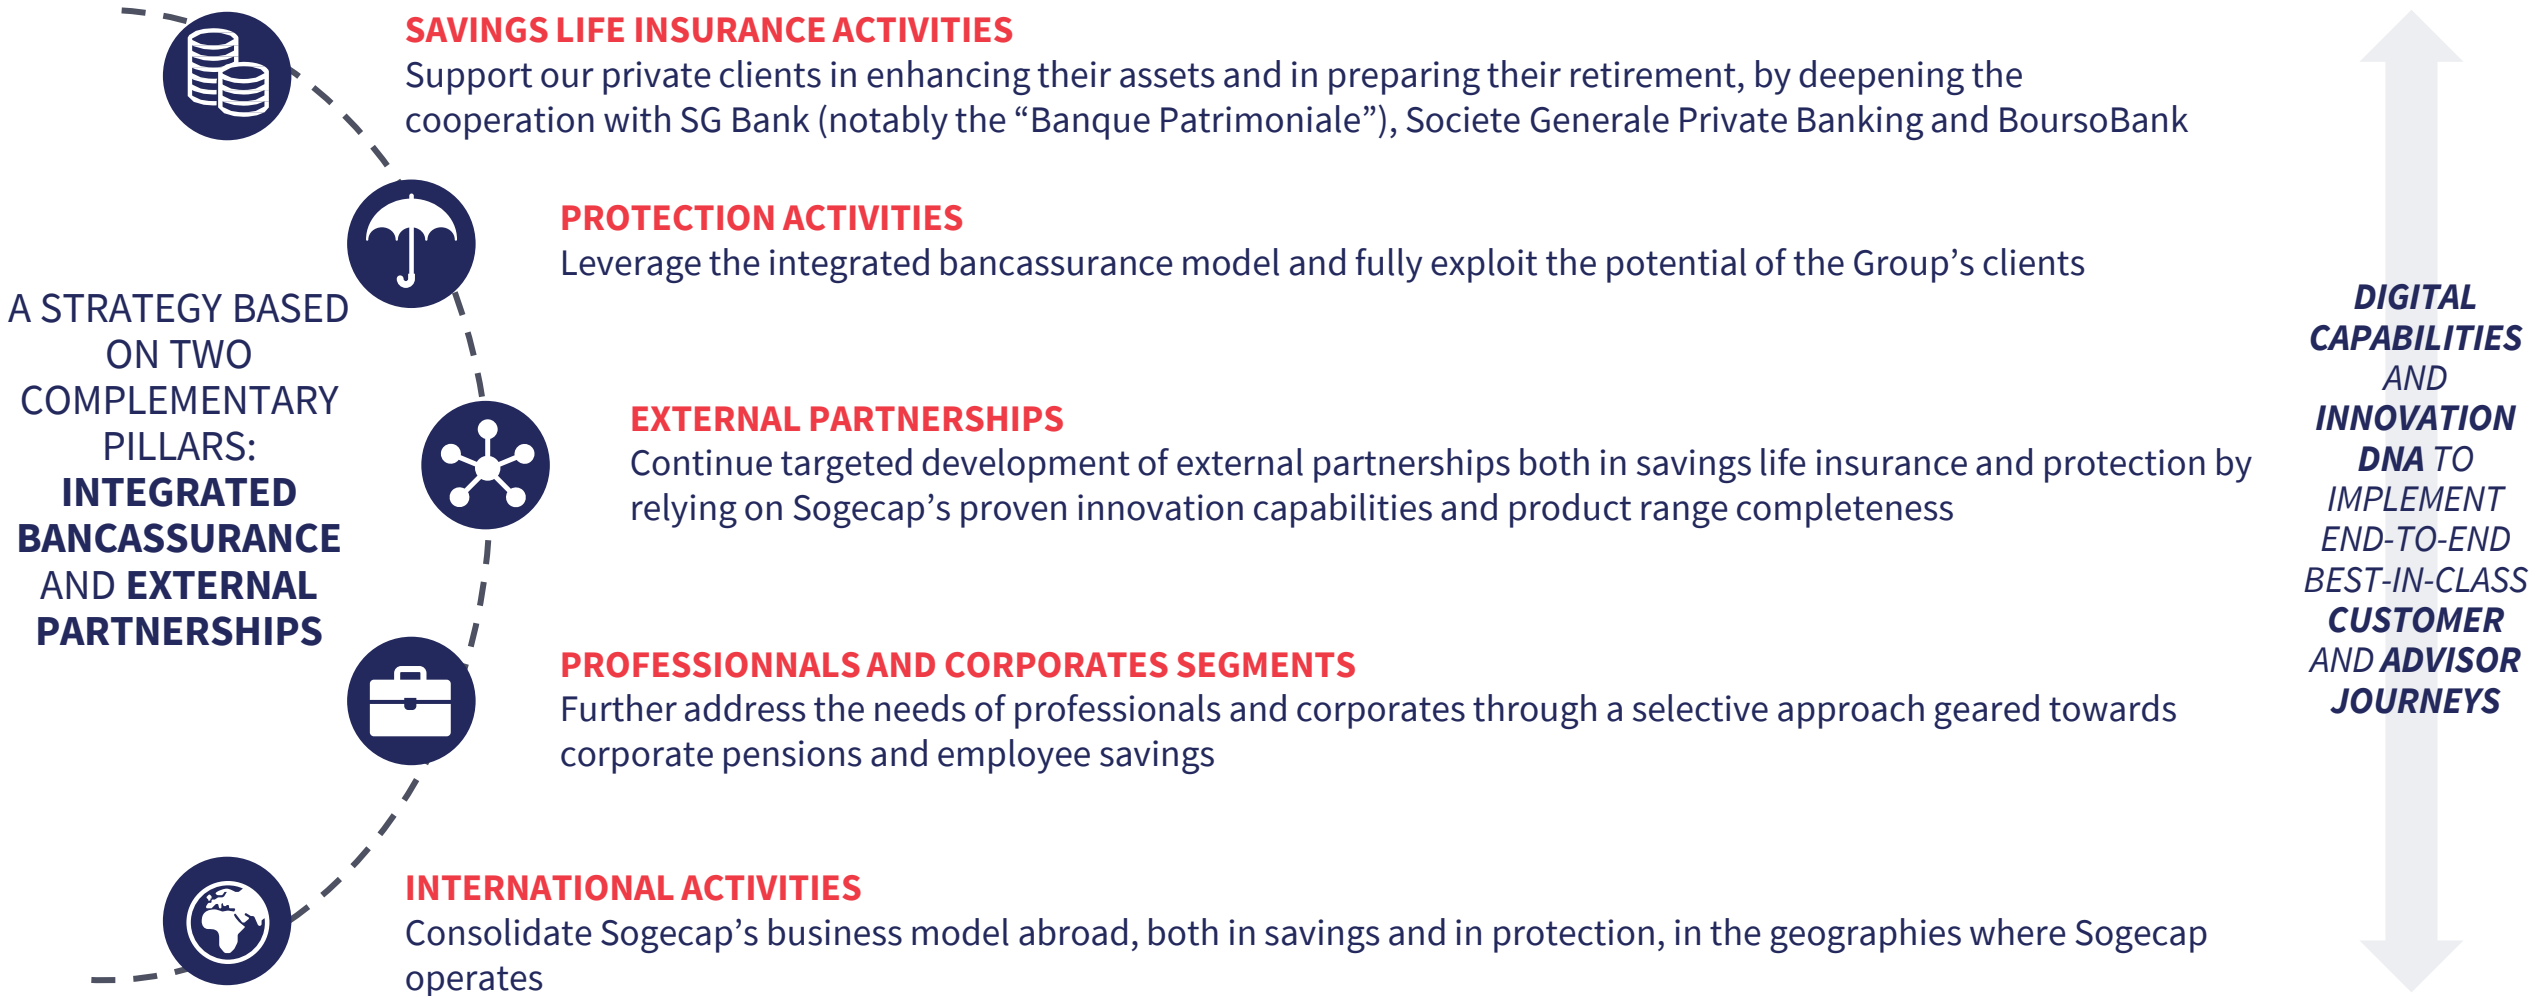 SAVINGS LIFE INSURANCE ACTIVITIES
Support our private clients in enhancing their assets and in preparing their retirement, by deepening the
cooperation with SG Bank (notably the “Banque Patrimoniale”), Societe Generale Private Banking and BoursoBank
PROTECTION ACTIVITIES
Leverage the integrated bancassurance model and fully exploit the potential of the Group’s clients
A STRATEGY BASED
ON TWO
COMPLEMENTARY
PILLARS:
INTEGRATED
BANCASSURANCE
AND EXTERNAL
PARTNERSHIPS
EXTERNAL PARTNERSHIPS
Continue targeted development of external partnerships both in savings life insurance and protection by
relying on Sogecap’s proven innovation capabilities and product range completeness
PROFESSIONNALS AND CORPORATES SEGMENTS
Further address the needs of professionals and corporates through a selective approach geared towards
corporate pensions and employee savings
INTERNATIONAL ACTIVITIES
Consolidate Sogecap’s business model abroad, both in savings and in protection, in the geographies where Sogecap
operates
DIGITAL
CAPABILITIES
AND
INNOVATION
DNA TO
IMPLEMENT
END-TO-END
BEST-IN-CLASS
CUSTOMER
AND ADVISOR
JOURNEYS